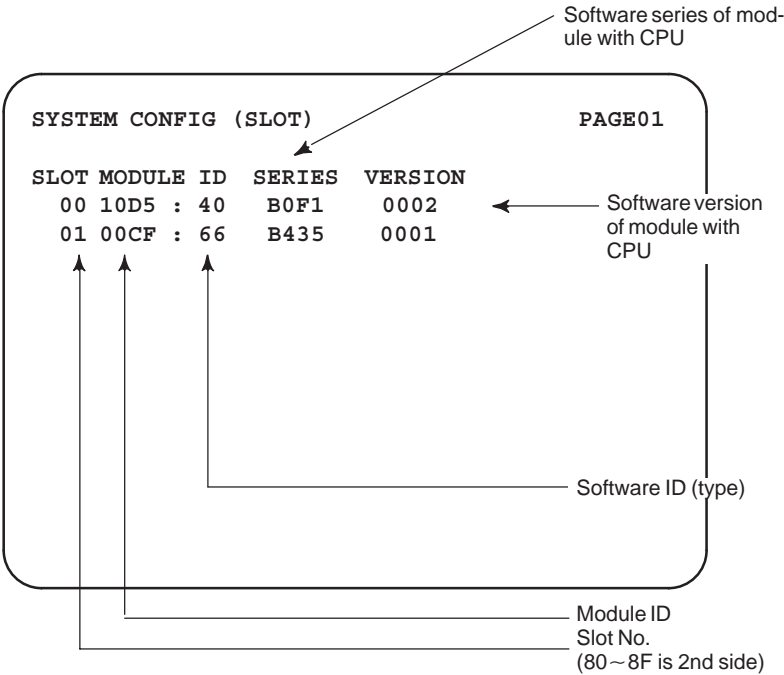 Software series of mod-
ule with CPU
SYSTEM CONFIG (SLOT) PAGE01
SLOT MODULE ID SERIES VERSION
00 10D5 : 40 B0F1 0002
01 00CF : 66 B435 0001
Software version
of module with
CPU
Software ID (type)
Module ID
Slot No.
(80~8F is 2nd side)